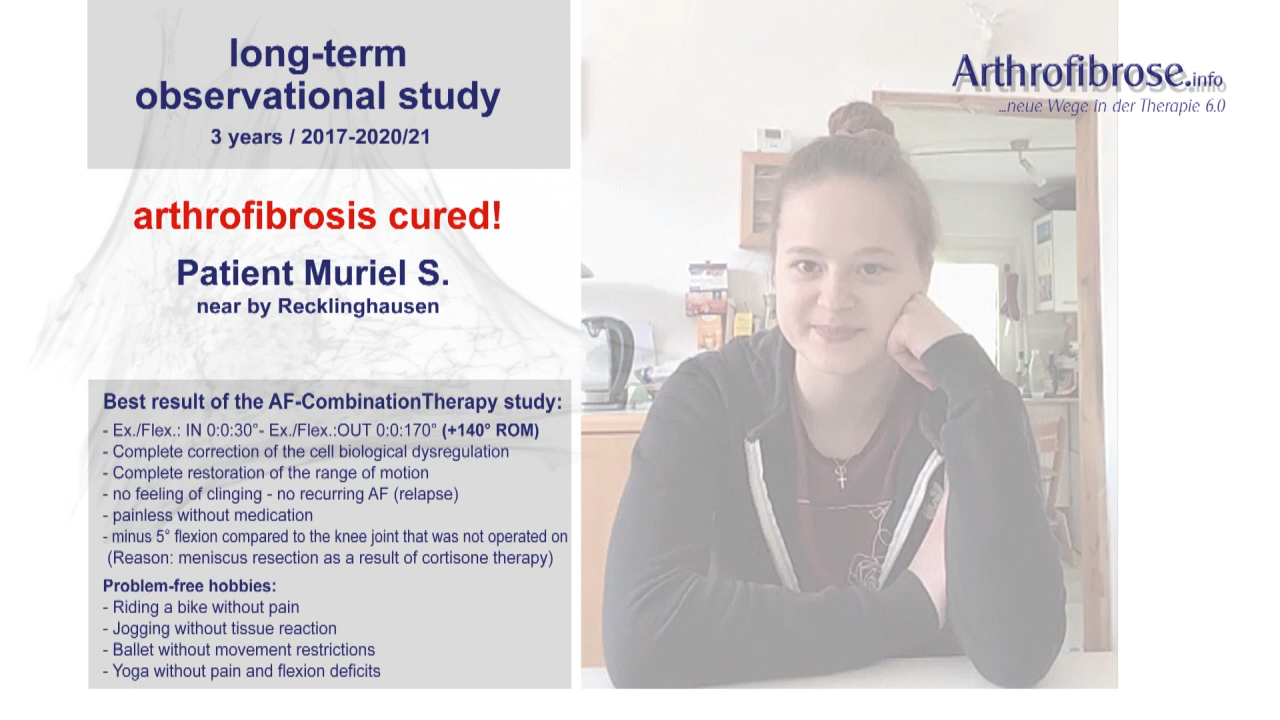 long-term
observational study
3 years / 2017-2020/21
arthrofibrosis cured!
Patient Muriel S.
near by Recklinghausen
Best result of the AF-CombinationTherapy study:
- Ex./Flex.: IN 0:0:30°- Ex./Flex.:OUT 0:0:170° (+140° ROM)
- Complete correction of the cell biological dysregulation
- Complete restoration of the range of motion
- no feeling of clinging - no recurring AF (relapse)
- painless without medication
- minus 5° flexion compared to the knee joint that was not operated on
(Reason: meniscus resection as a result of cortisone therapy)
Problem-free hobbies:
- Riding a bike without pain
- Jogging without tissue reaction
- Ballet without movement restrictions
- Yoga without pain and flexion deficits
Arthrofibrose.info
...neue Wege in der Therapie 6.0